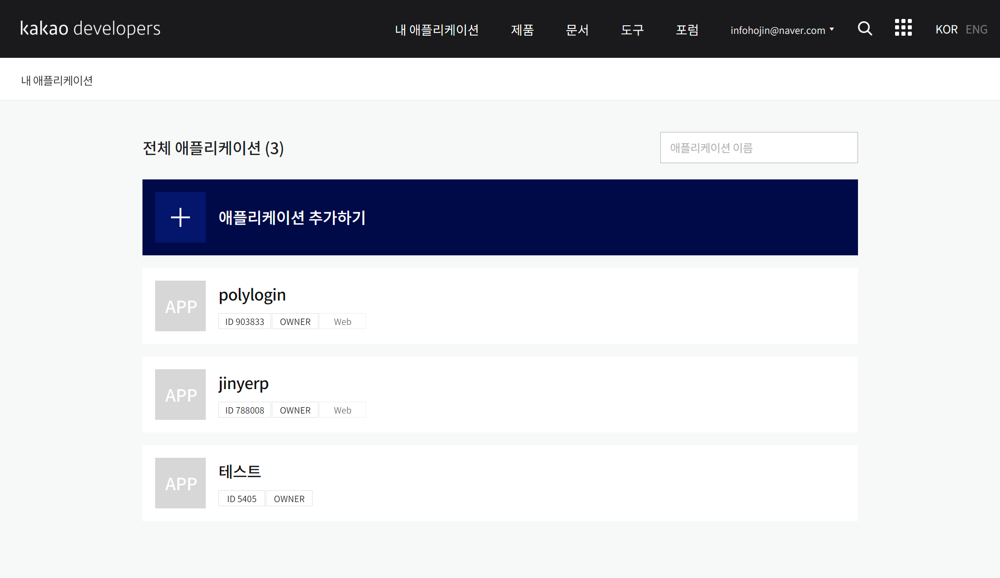 kakao developers
내 애플리케이션 제품 문서 도구 포럼 infohojin@naver.com KOR ENG
내 애플리케이션
전체 애플리케이션 (3)
애플리케이션 이름
애플리케이션 추가하기
APP
polylogin
ID 903833 OWNER Web
APP
jinyerp
ID 788008 OWNER Web
APP
테스트
ID 5405 OWNER